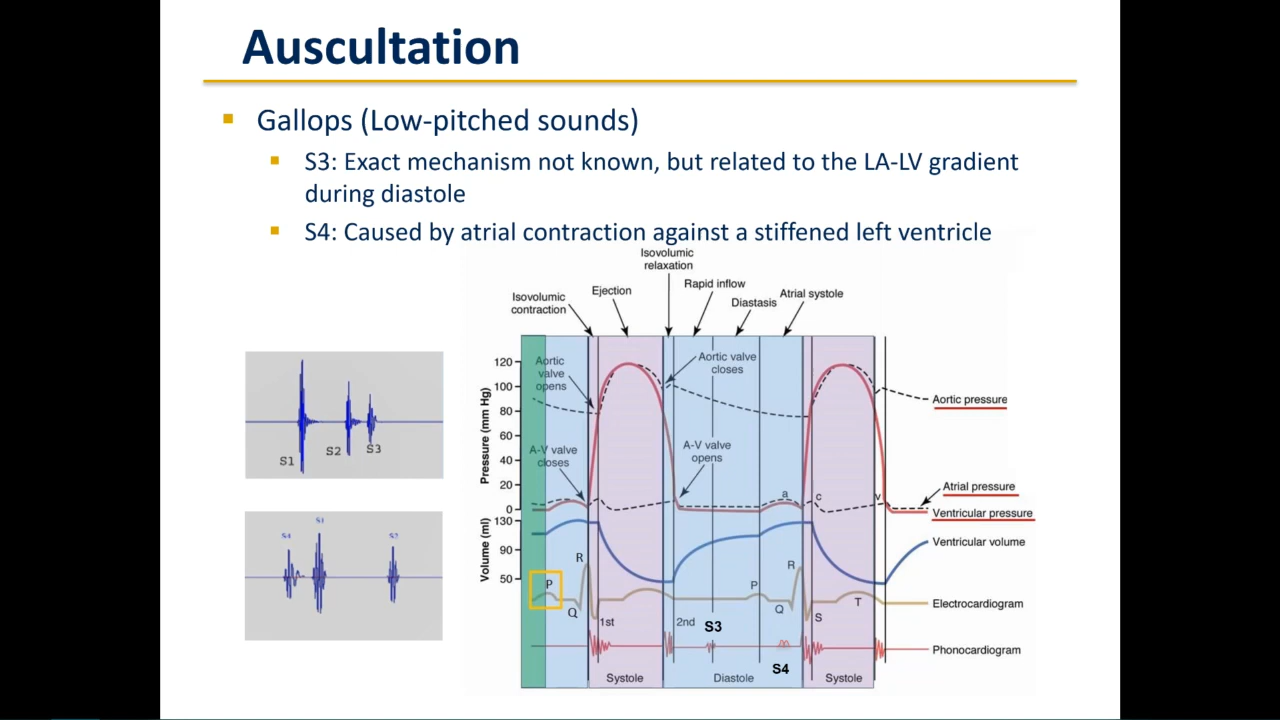 Auscultation
Gallops (Low-pitched sounds)
S3: Exact mechanism not known, but related to the LA-LV gradient
during diastole
S4: Caused by atrial contraction against a stiffened left ventricle
Isovolumic
relaxation
Ejection
Rapid inflow
Isovolumic
contraction
Diastasis
Atrial systole
120
100
80
60
40
20
0
Pressure (mm Hg)
Aortic
valve
opens
Aortic valve
closes
A-V valve
closes
A-V valve
opens
a
c
v
Aortic pressure
Atrial pressure
Ventricular pressure
130
90
50
Volume (ml)
Ventricular volume
R
P
Q
R
P
Q
S
T
Electrocardiogram
1st
2nd
S3
S4
Phonocardiogram
Systole
Diastole
Systole
S1
S2
S3
S4
S1
S2